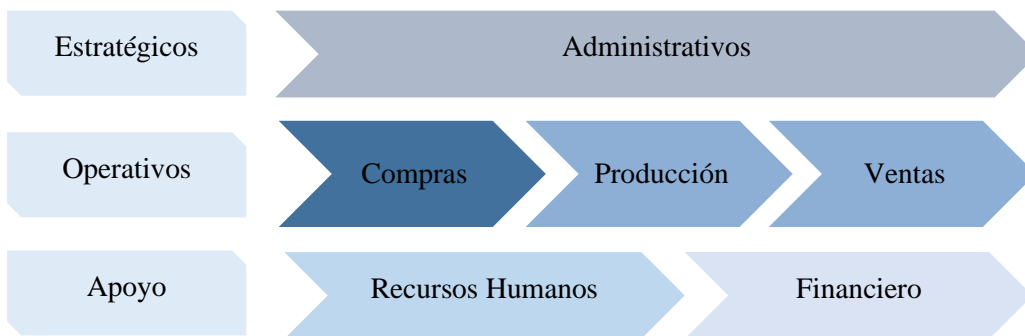 Estratégicos
Administrativos
Operativos
Compras
Producción
Ventas
Apoyo
Recursos Humanos
Financiero